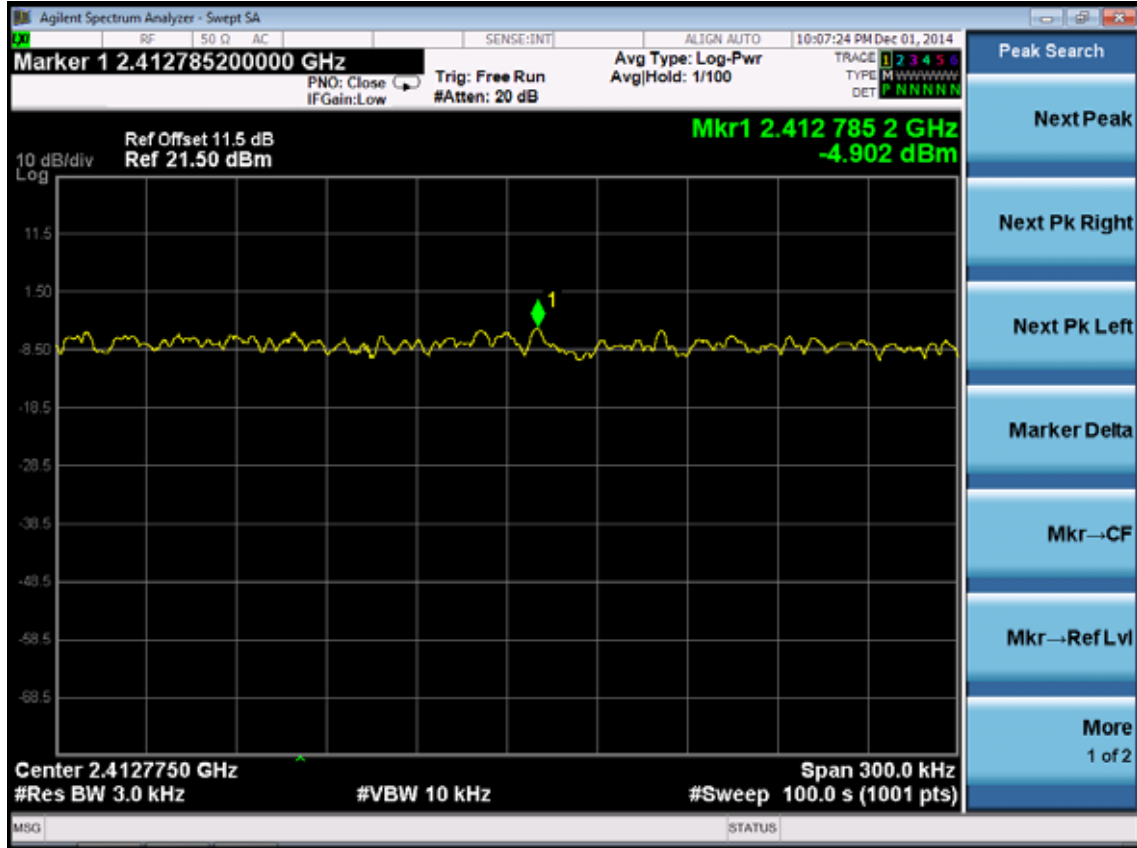 Agilent Spectrum Analyzer - Swept SA
RF 50 Ω AC SENSE:INT ALIGN AUTO 10:07:24 PM Dec 01, 2014
Marker 1 2.412785200000 GHz
PNO: Close
IFGain:Low
Trig: Free Run
#Atten: 20 dB
Avg Type: Log-Pwr
Avg|Hold: 1/100
TRACE 1 2 3 4 5 6
TYPE M WWWWW
DET P N N N N N
Ref Offset 11.5 dB
10 dB/div Ref 21.50 dBm
Log
Mkr1 2.412 785 2 GHz
-4.902 dBm
11.5
1.50
1
-8.50
-18.5
-28.5
-38.5
-48.5
-58.5
-68.5
Center 2.4127750 GHz Span 300.0 kHz
#Res BW 3.0 kHz #VBW 10 kHz #Sweep 100.0 s (1001 pts)
MSG STATUS
Peak Search
Next Peak
Next Pk Right
Next Pk Left
Marker Delta
Mkr→CF
Mkr→Ref Lvl
More
1 of 2